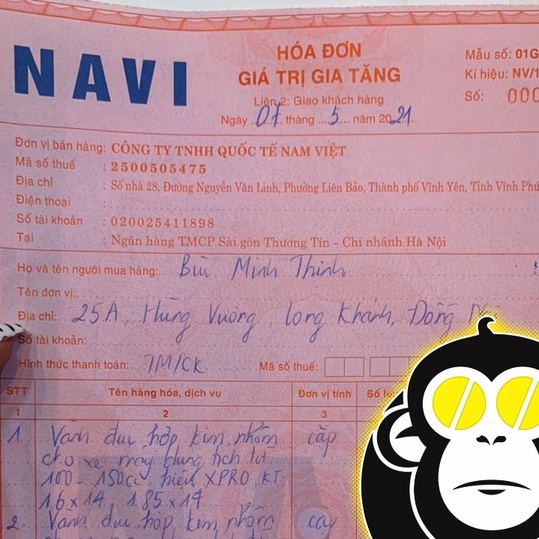 NAVI
HÓA ĐƠN
GIÁ TRỊ GIA TĂNG
Liên 2: Giao khách hàng
Ngày 07 tháng 5 năm 2021
Mẫu số: 01G
Kí hiệu: NV/1
Số: 000
Đơn vị bán hàng: CÔNG TY TNHH QUỐC TẾ NAM VIỆT
Mã số thuế : 2500505475
Địa chỉ : Số nhà 28, Đường Nguyễn Văn Linh, Phường Liên Bảo, Thành phố Vĩnh Yên, Tỉnh Vĩnh Phú
Điện thoại :
Số tài khoản : 020025411898
Tại : Ngân hàng TMCP Sài gòn Thương Tín - Chi nhánh Hà Nội
Họ và tên người mua hàng: Bùi Minh Thinh
Tên đơn vị:
Địa chỉ: 25A, Hùng Vương, Long Khánh, Đồng
Số tài khoản:
Hình thức thanh toán: TM/CK Mã số thuế:
STT Tên hàng hóa, dịch vụ Đơn vị tính Số
1 2 3
1. Vành đúc hợp kim nhôm
cho xe máy dung tích từ
100 - 150cc hiệu XPRO KT
1.6x14, 1.85x14
2. Vành đúc hợp kim nhôm